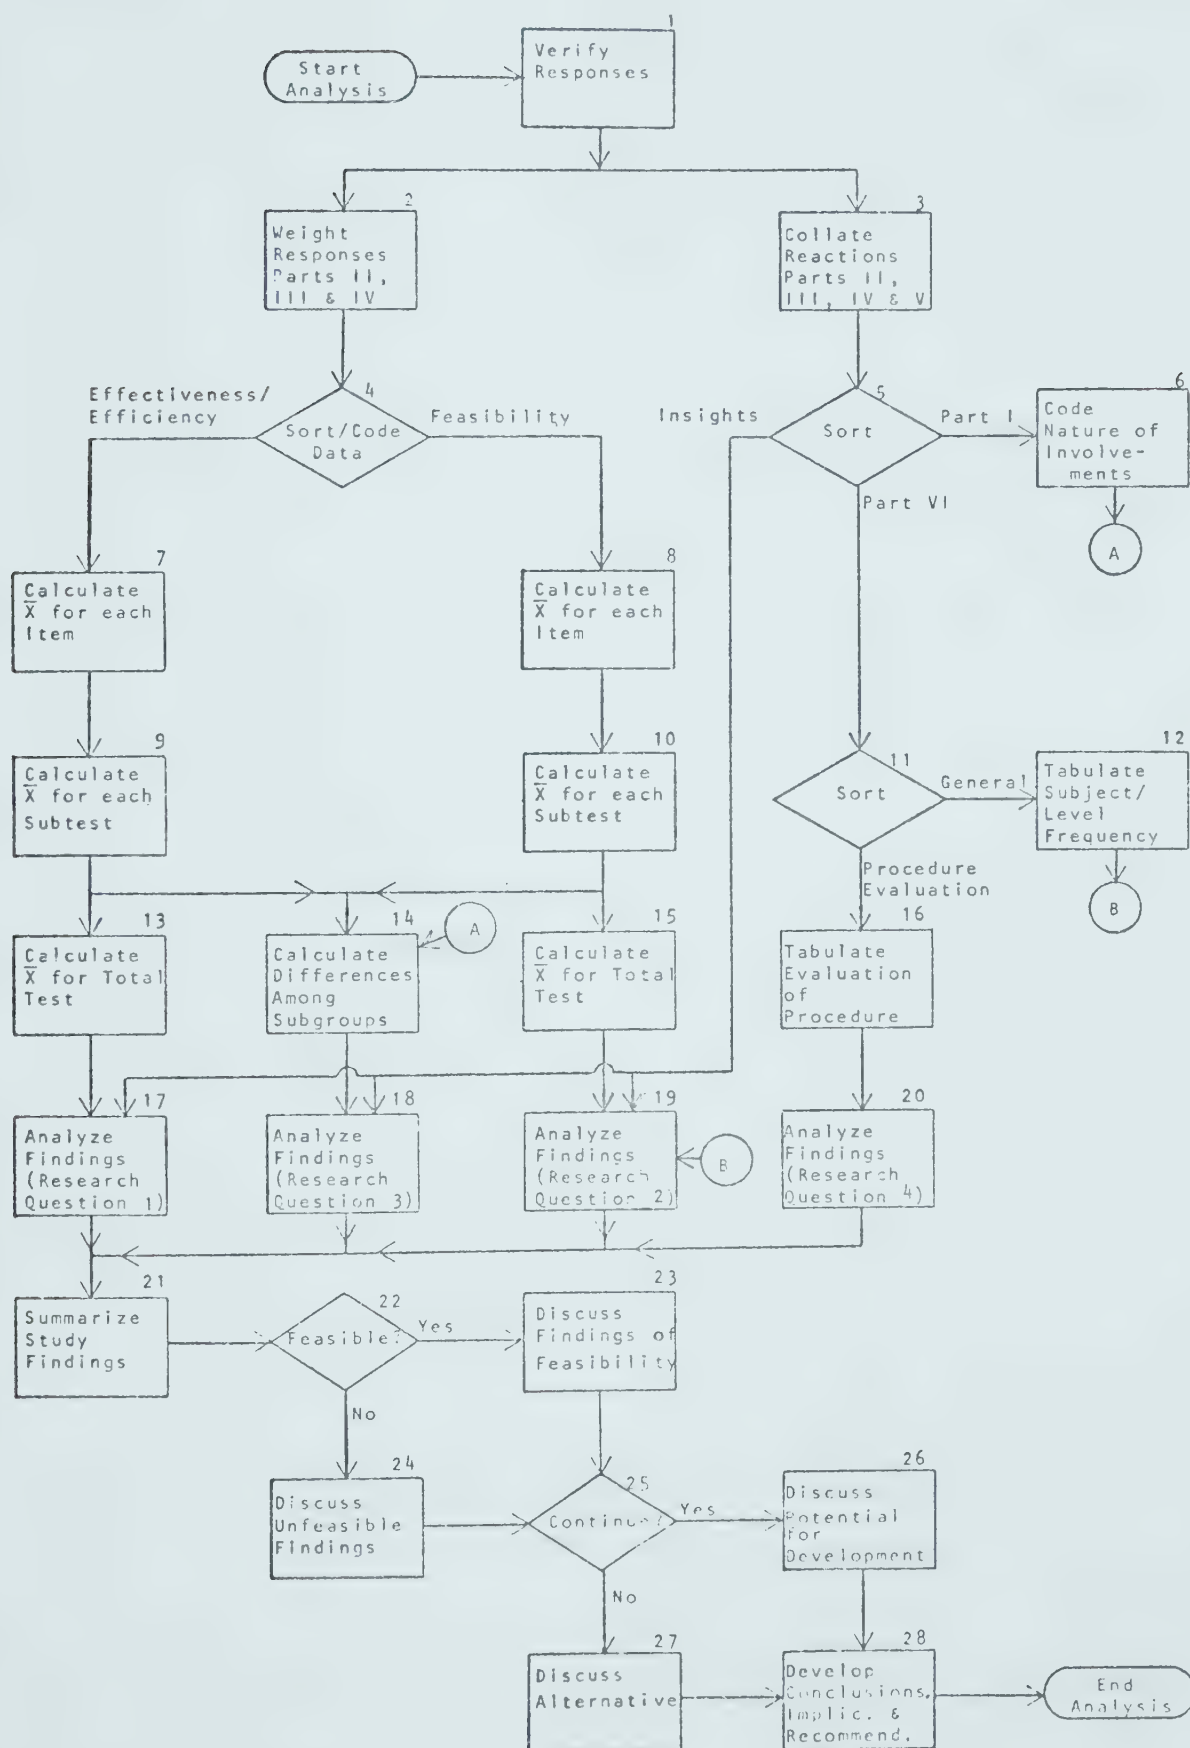 1
Start
Analysis
Verify
Responses
2
Weight
Responses
Parts II,
III & IV
3
Collate
Reactions
Parts II,
III, IV & V
Effectiveness/
Efficiency
4
Sort/Code
Data
Feasibility
Insights
5
Sort
Part I
Part VI
6
Code
Nature of
Involve-
ments
A
7
Calculate
X̅ for each
Item
8
Calculate
X̅ for each
Item
9
Calculate
X̅ for each
Subtest
10
Calculate
X̅ for each
Subtest
11
Sort
General
Procedure
Evaluation
12
Tabulate
Subject/
Level
Frequency
B
13
Calculate
X̅ for Total
Test
14
Calculate
Differences
Among
Subgroups
A
15
Calculate
X̅ for Total
Test
16
Tabulate
Evaluation
of
Procedure
17
Analyze
Findings
(Research
Question 1)
18
Analyze
Findings
(Research
Question 3)
19
Analyze
Findings
(Research
Question 2)
B
20
Analyze
Findings
(Research
Question 4)
21
Summarize
Study
Findings
22
Feasible?
Yes
No
23
Discuss
Findings of
Feasibility
24
Discuss
Unfeasible
Findings
25
Continue?
Yes
No
26
Discuss
Potential
for
Development
27
Discuss
Alternative
28
Develop
Conclusions,
Implic. &
Recommend.
End
Analysis